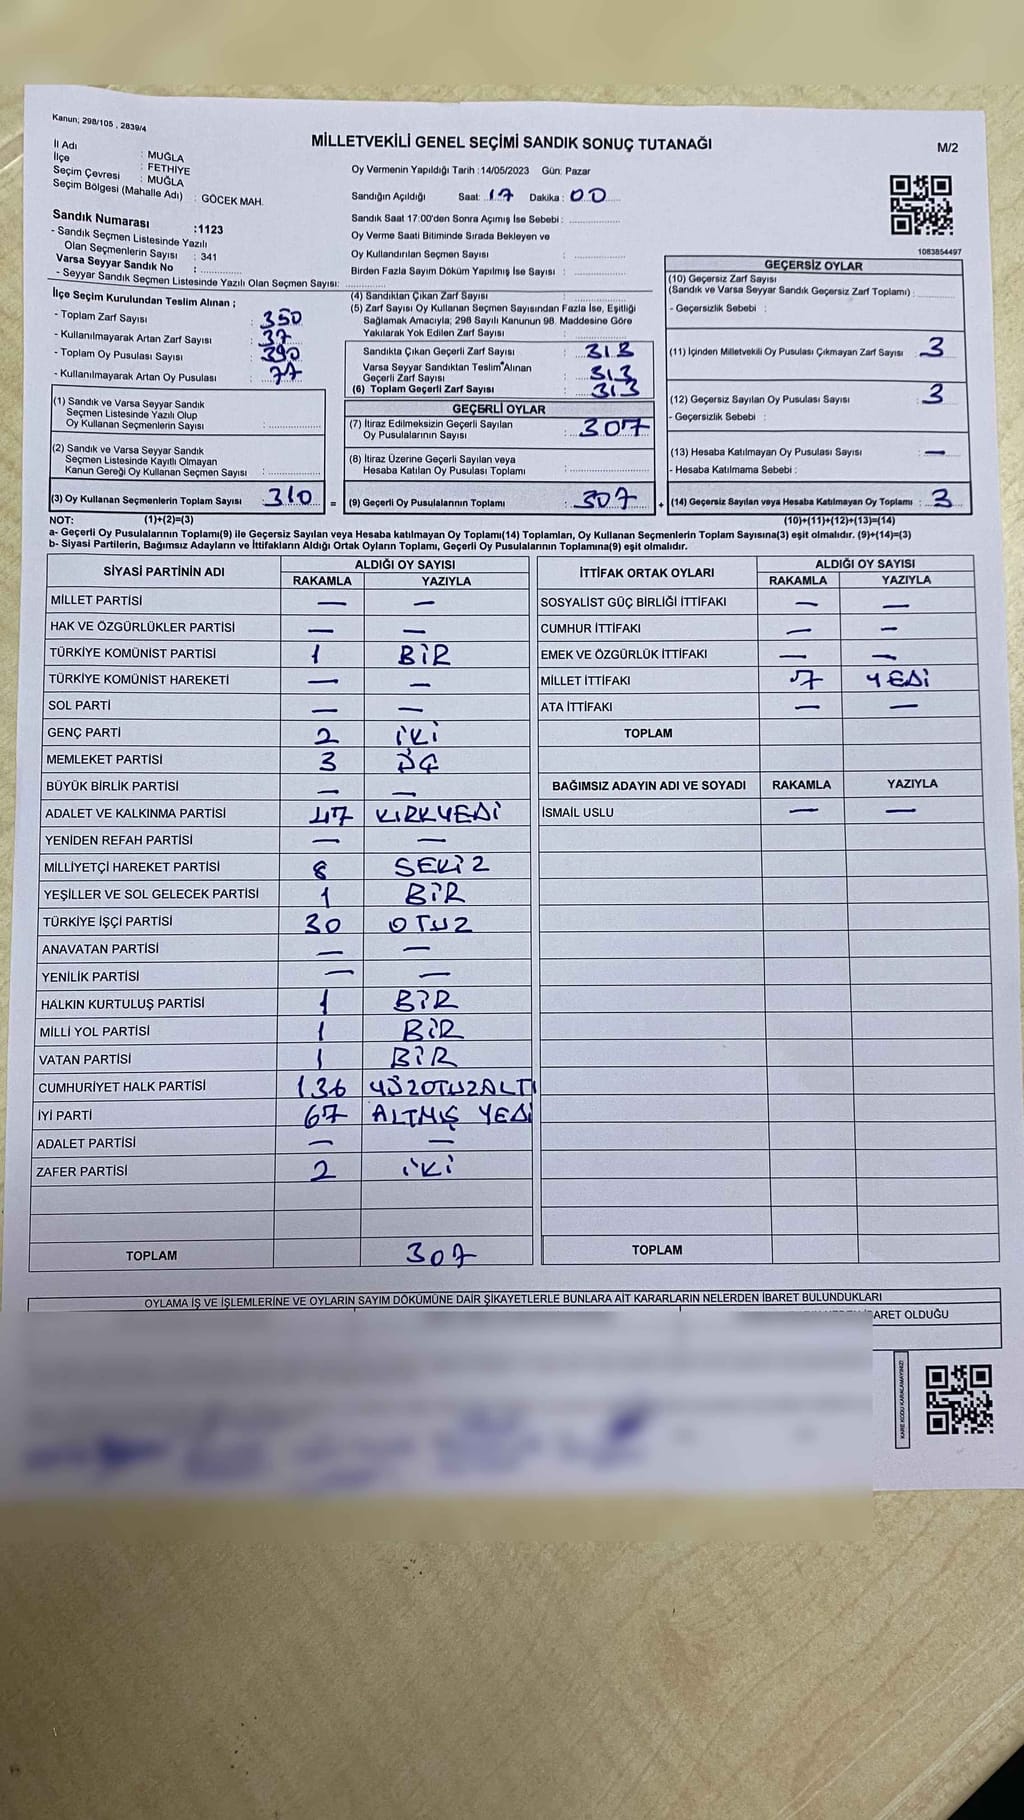 Kanun; 298/105 , 2839/4
MİLLETVEKİLİ GENEL SEÇİMİ SANDIK SONUÇ TUTANAĞI
M/2
İl Adı : MUĞLA
İlçe : FETHİYE
Seçim Çevresi : MUĞLA
Seçim Bölgesi (Mahalle Adı) : GÖCEK MAH.
Sandık Numarası :1123
- Sandık Seçmen Listesinde Yazılı
Olan Seçmenlerin Sayısı : 341
Varsa Seyyar Sandık No :
- Seyyar Sandık Seçmen Listesinde Yazılı Olan Seçmen Sayısı:
Oy Vermenin Yapıldığı Tarih : 14/05/2023 Gün: Pazar
Sandığın Açıldığı Saat: 17 Dakika : 00
Sandık Saat 17:00'den Sonra Açımış İse Sebebi :
Oy Verme Saati Bitiminde Sırada Bekleyen ve
Oy Kullandırılan Seçmen Sayısı :
Birden Fazla Sayım Döküm Yapılmış İse Sayısı :
1083854497
İlçe Seçim Kurulundan Teslim Alınan ;
- Toplam Zarf Sayısı : 350
- Kullanılmayarak Artan Zarf Sayısı : 37
- Toplam Oy Pusulası Sayısı : 390
- Kullanılmayarak Artan Oy Pusulası : 77
(1) Sandık ve Varsa Seyyar Sandık
Seçmen Listesinde Yazılı Olup
Oy Kullanan Seçmenlerin Sayısı :
(2) Sandık ve Varsa Seyyar Sandık
Seçmen Listesinde Kayıtlı Olmayan
Kanun Gereği Oy Kullanan Seçmen Sayısı :
(3) Oy Kullanan Seçmenlerin Toplam Sayısı : 310 =
(4) Sandıktan Çıkan Zarf Sayısı :
(5) Zarf Sayısı Oy Kullanan Seçmen Sayısından Fazla İse, Eşitliği
Sağlamak Amacıyla; 298 Sayılı Kanunun 98. Maddesine Göre
Yakılarak Yok Edilen Zarf Sayısı :
Sandıkta Çıkan Geçerli Zarf Sayısı : 313
Varsa Seyyar Sandıktan Teslim Alınan
Geçerli Zarf Sayısı : 313
(6) Toplam Geçerli Zarf Sayısı : 313
GEÇERLİ OYLAR
(7) İtiraz Edilmeksizin Geçerli Sayılan
Oy Pusulalarının Sayısı : 307
(8) İtiraz Üzerine Geçerli Sayılan veya
Hesaba Katılan Oy Pusulası Toplamı :
(9) Geçerli Oy Pusulalarının Toplamı : 307 +
GEÇERSİZ OYLAR
(10) Geçersiz Zarf Sayısı
(Sandık ve Varsa Seyyar Sandık Geçersiz Zarf Toplamı) :
- Geçersizlik Sebebi :
(11) İçinden Milletvekili Oy Pusulası Çıkmayan Zarf Sayısı : 3
(12) Geçersiz Sayılan Oy Pusulası Sayısı : 3
- Geçersizlik Sebebi :
(13) Hesaba Katılmayan Oy Pusulası Sayısı : —
- Hesaba Katılmama Sebebi :
(14) Geçersiz Sayılan veya Hesaba Katılmayan Oy Toplamı : 3
NOT: (1)+(2)=(3) (10)+(11)+(12)+(13)=(14)
a- Geçerli Oy Pusulalarının Toplamı(9) ile Geçersiz Sayılan veya Hesaba katılmayan Oy Toplamı(14) Toplamları, Oy Kullanan Seçmenlerin Toplam Sayısına(3) eşit olmalıdır. (9)+(14)=(3)
b- Siyasi Partilerin, Bağımsız Adayların ve İttifakların Aldığı Ortak Oyların Toplamı, Geçerli Oy Pusulalarının Toplamına(9) eşit olmalıdır.
SİYASİ PARTİNİN ADI ALDIĞI OY SAYISI
RAKAMLA YAZIYLA
MİLLET PARTİSİ — —
HAK VE ÖZGÜRLÜKLER PARTİSİ — —
TÜRKİYE KOMÜNİST PARTİSİ 1 BİR
TÜRKİYE KOMÜNİST HAREKETİ — —
SOL PARTİ — —
GENÇ PARTİ 2 İKİ
MEMLEKET PARTİSİ 3 ÜÇ
BÜYÜK BİRLİK PARTİSİ — —
ADALET VE KALKINMA PARTİSİ 47 KIRKYEDİ
YENİDEN REFAH PARTİSİ — —
MİLLİYETÇİ HAREKET PARTİSİ 8 SEKİZ
YEŞİLLER VE SOL GELECEK PARTİSİ 1 BİR
TÜRKİYE İŞÇİ PARTİSİ 30 OTUZ
ANAVATAN PARTİSİ — —
YENİLİK PARTİSİ — —
HALKIN KURTULUŞ PARTİSİ 1 BİR
MİLLİ YOL PARTİSİ 1 BİR
VATAN PARTİSİ 1 BİR
CUMHURİYET HALK PARTİSİ 136 YÜZOTUZALTI
İYİ PARTİ 67 ALTMIŞ YEDİ
ADALET PARTİSİ — —
ZAFER PARTİSİ 2 İKİ
TOPLAM 307
İTTİFAK ORTAK OYLARI ALDIĞI OY SAYISI
RAKAMLA YAZIYLA
SOSYALİST GÜÇ BİRLİĞİ İTTİFAKI — —
CUMHUR İTTİFAKI — —
EMEK VE ÖZGÜRLÜK İTTİFAKI — —
MİLLET İTTİFAKI 7 YEDİ
ATA İTTİFAKI — —
TOPLAM
BAĞIMSIZ ADAYIN ADI VE SOYADI RAKAMLA YAZIYLA
İSMAİL USLU — —
TOPLAM
OYLAMA İŞ VE İŞLEMLERİNE VE OYLARIN SAYIM DÖKÜMÜNE DAİR ŞİKAYETLERLE BUNLARA AİT KARARLARIN NELERDEN İBARET BULUNDUKLARI
OLDUĞU
KARE KODU KARALAMAYINIZ!